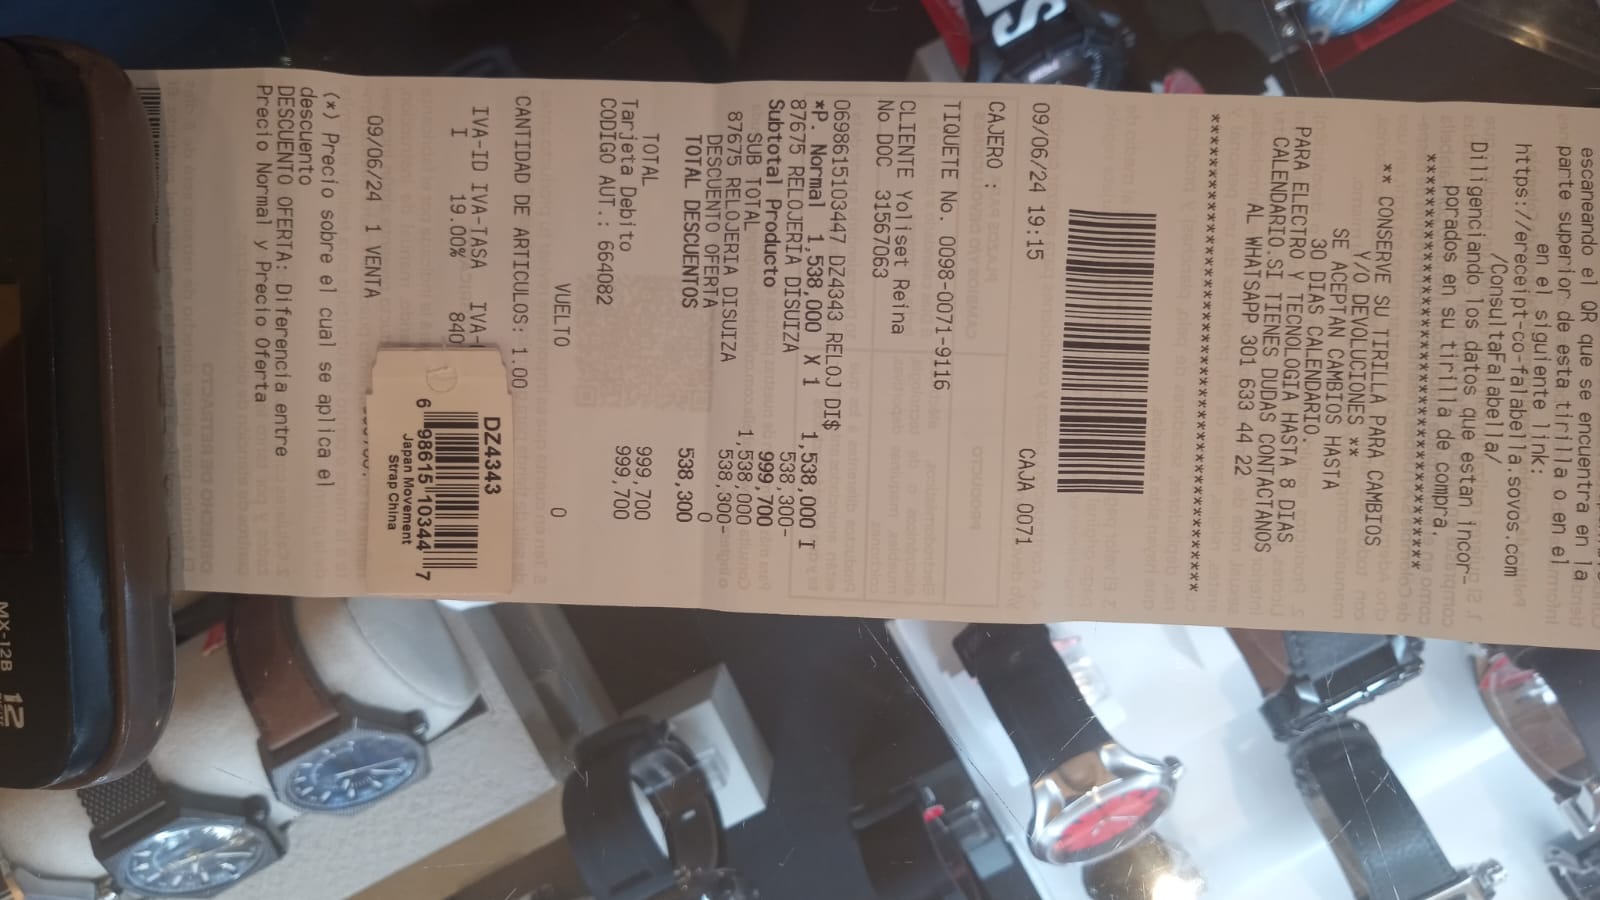 escaneando el QR que se encuentra en la
parte superior de esta tirilla o en el
en el siguiente link:
https://ereceipt-co-falabella.sovos.com
/ConsultaFalabella/
Diligenciando los datos que estan incor-
porados en su tirilla de compra.
** CONSERVE SU TIRILLA PARA CAMBIOS
Y/O DEVOLUCIONES **
SE ACEPTAN CAMBIOS HASTA
30 DIAS CALENDARIO.
PARA ELECTRO Y TECNOLOGIA HASTA 8 DIAS
CALENDARIO.SI TIENES DUDAS CONTACTANOS
AL WHATSAPP 301 633 44 22
09/06/24 19:15 CAJA 0071
CAJERO :
TIQUETE No. 0098-0071-9116
CLIENTE Yoliset Reina
No DOC 315567063
0698615103447 DZ4343 RELOJ DI$
*P. Normal 1,538,000 X 1 1,538,000 I
87675 RELOJERIA DISUIZA 538,300-
Subtotal Producto 999,700
SUB TOTAL 1,538,000
87675 RELOJERIA DISUIZA 538,300-
DESCUENTO OFERTA 0
TOTAL DESCUENTOS 538,300
TOTAL 999,700
Tarjeta Debito 999,700
CODIGO AUT.: 664082
VUELTO 0
CANTIDAD DE ARTICULOS: 1.00
IVA-ID IVA-TASA IVA-
I 19.00% 840
09/06/24 1 VENTA
(*) Precio sobre el cual se aplica el
descuento
DESCUENTO OFERTA: Diferencia entre
Precio Normal y Precio Oferta
DZ4343
6 98615 10344 7
Japan Movement
Strap China
MX-12B
12